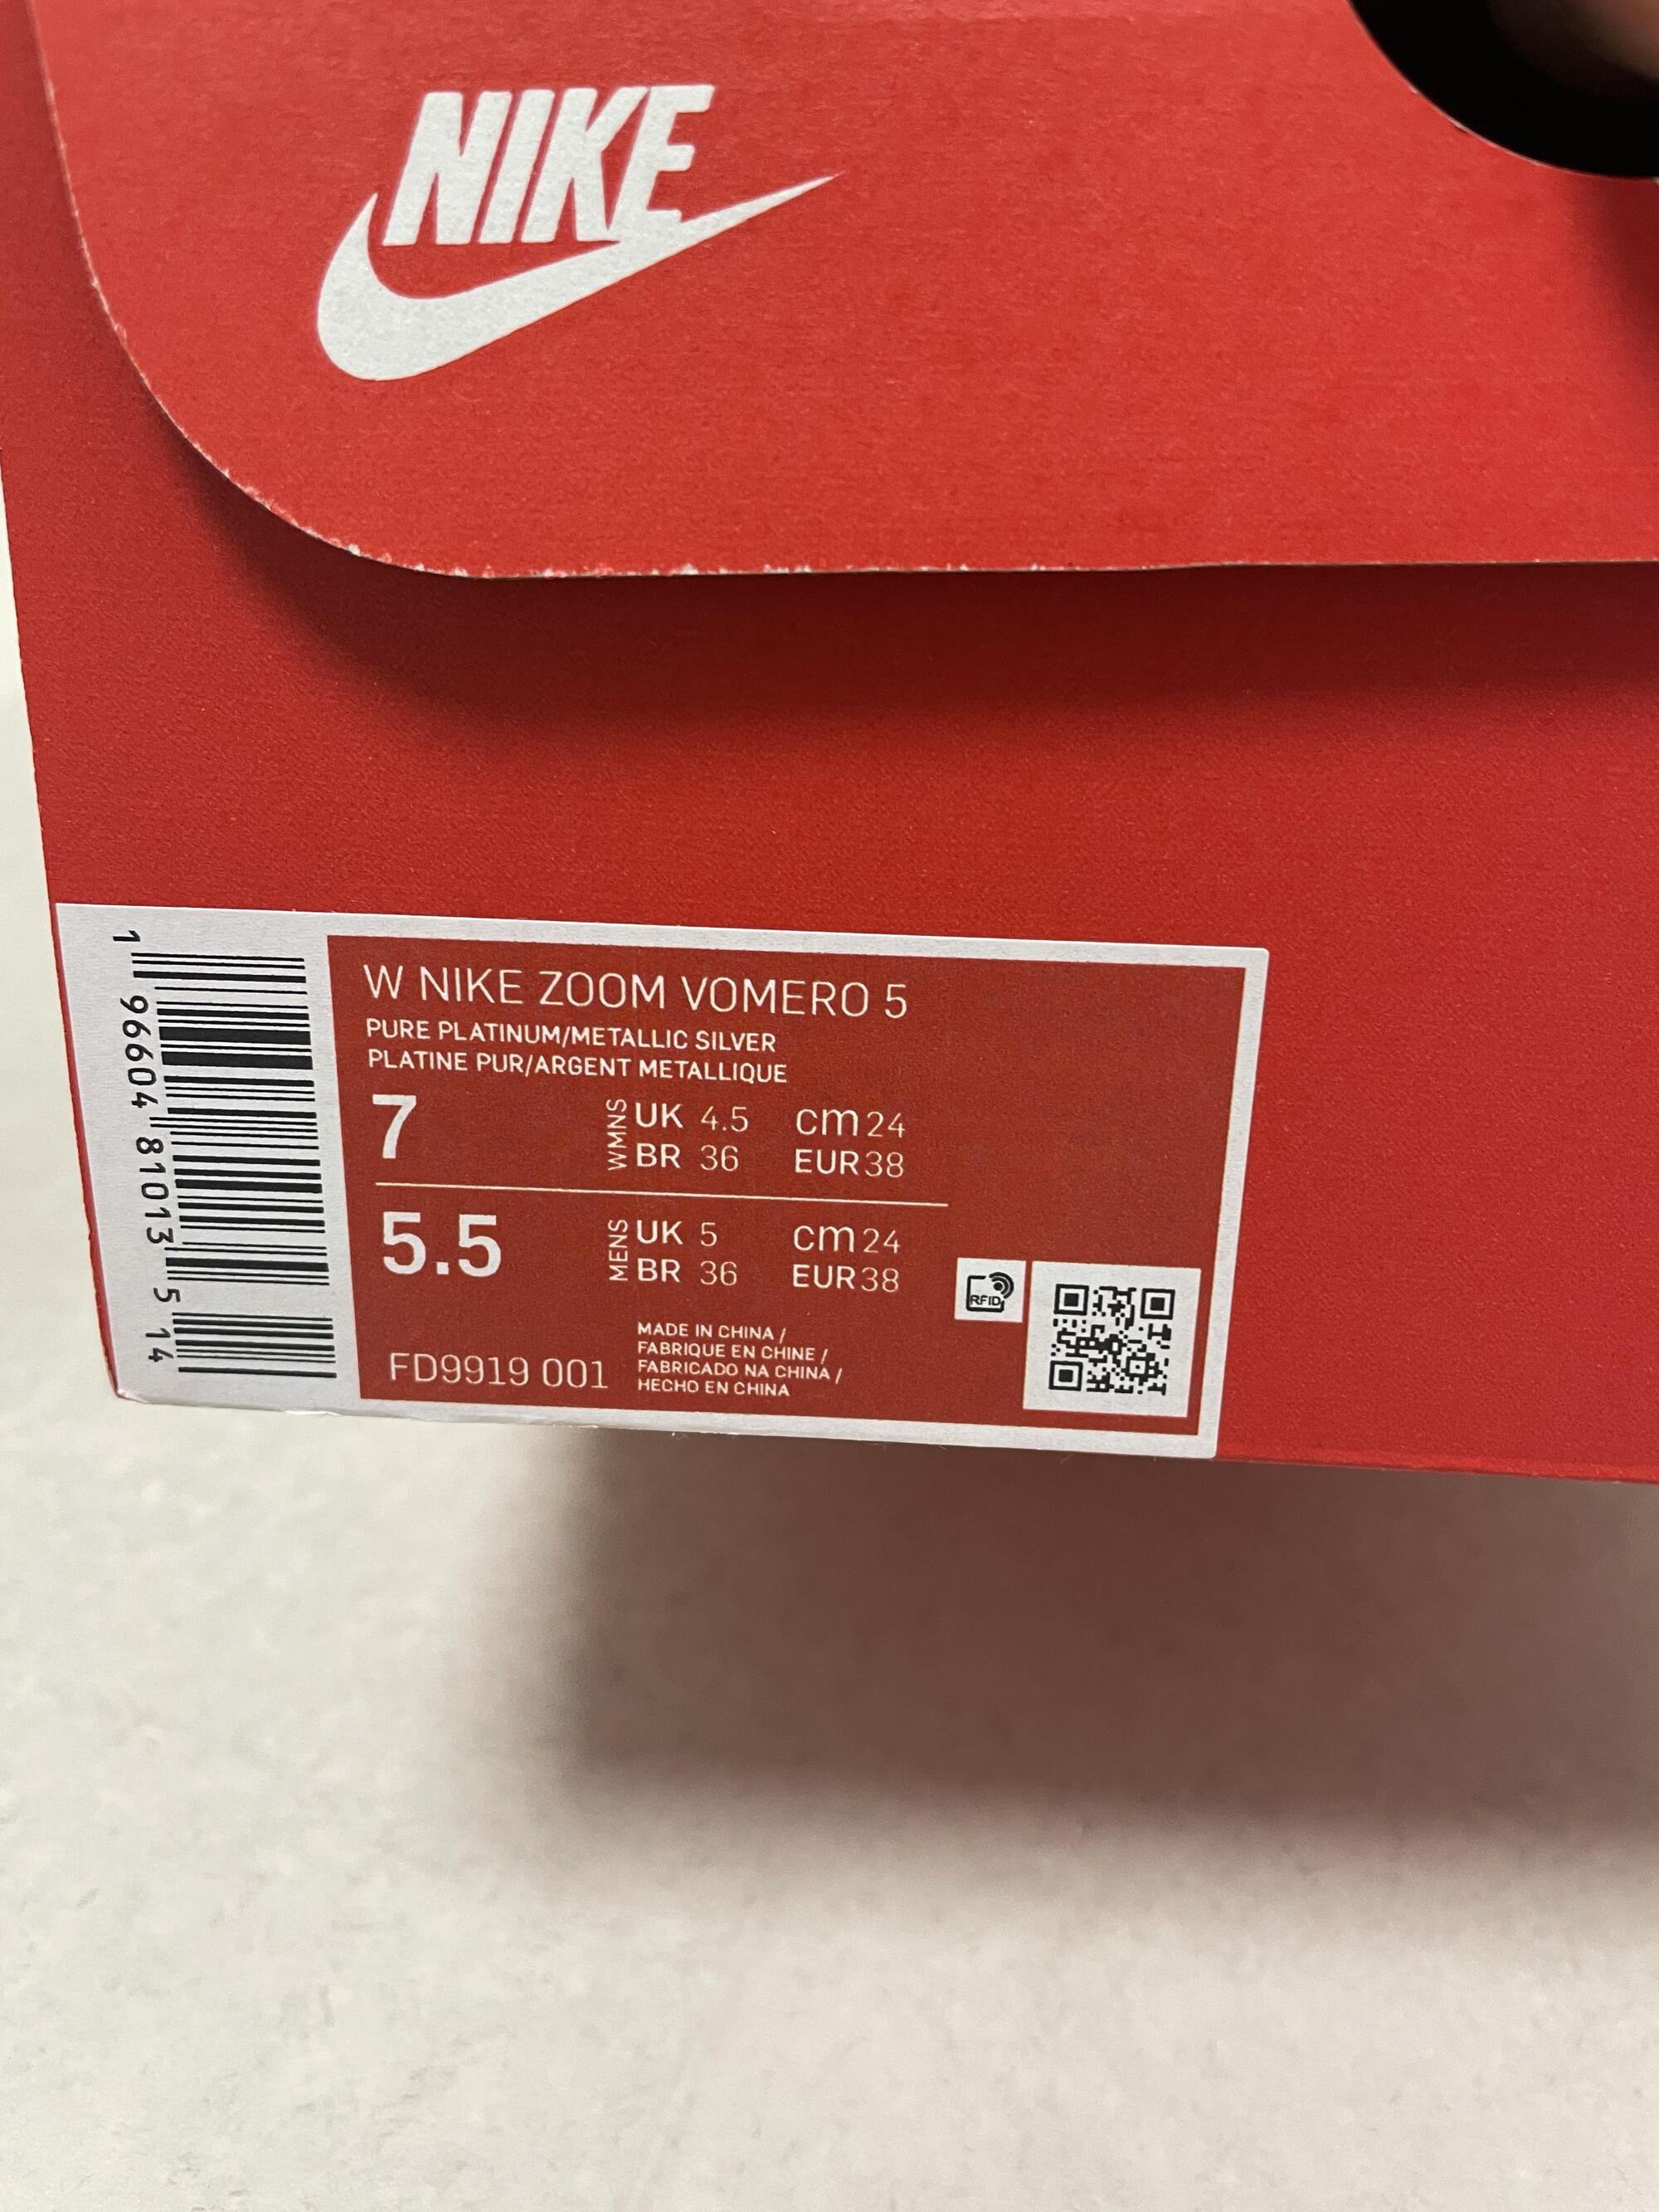 NIKE
W NIKE ZOOM VOMERO 5
PURE PLATINUM/METALLIC SILVER
PLATINE PUR/ARGENT METALLIQUE
7 WMNS UK 4.5 cm 24
BR 36 EUR 38
5.5 MENS UK 5 cm 24
BR 36 EUR 38
FD9919 001
MADE IN CHINA /
FABRIQUE EN CHINE /
FABRICADO NA CHINA /
HECHO EN CHINA
RFID
1 96604 81013 5 14